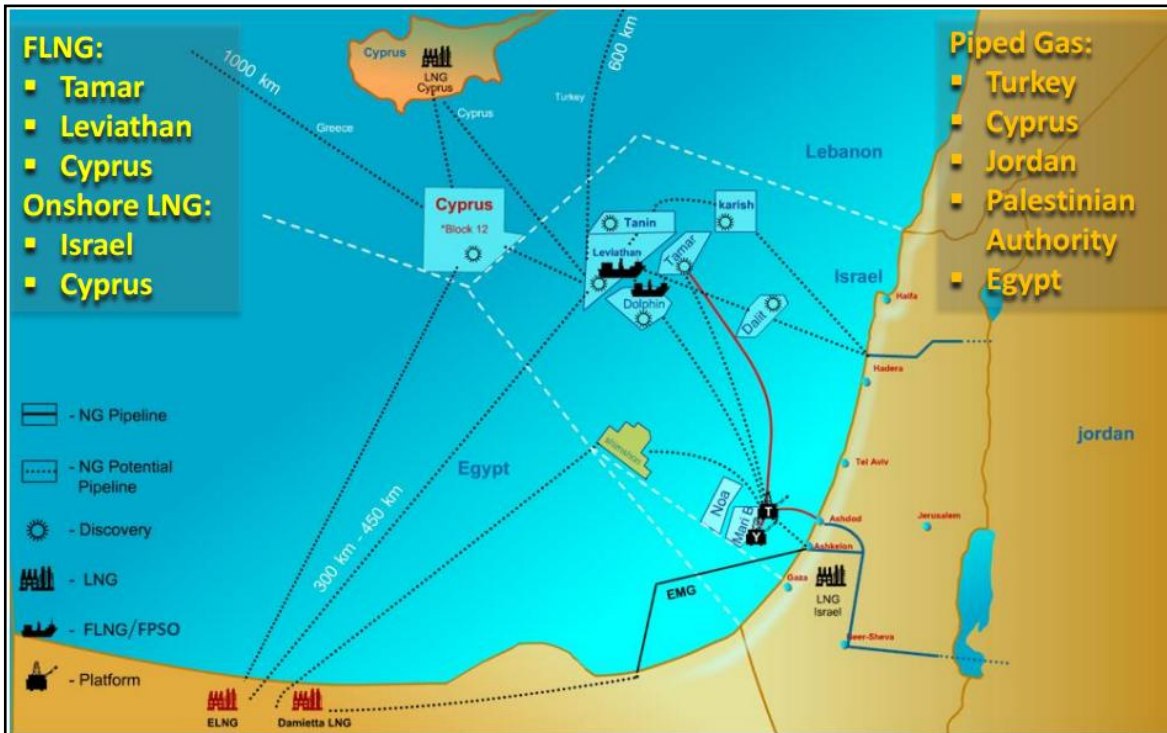 FLNG:
Tamar
Leviathan
Cyprus
Onshore LNG:
Israel
Cyprus
Piped Gas:
Turkey
Cyprus
Jordan
Palestinian
Authority
Egypt
1000 km
Greece
Cyprus
LNG
Cyprus
Cyprus
600 km
Turkey
Lebanon
Cyprus
*Block 12
Tanin
karish
Leviathan
Tamar
Dolphin
Dalit
Israel
Haifa
Hadera
shimshon
Egypt
300 km - 450 km
Noa
Mari B
T
Y
Tel Aviv
jordan
Jerusalem
Ashdod
Ashkelon
Gaza
EMG
LNG
Israel
Beer-Sheva
- NG Pipeline
- NG Potential
Pipeline
- Discovery
- LNG
- FLNG/FPSO
- Platform
ELNG
Damietta LNG